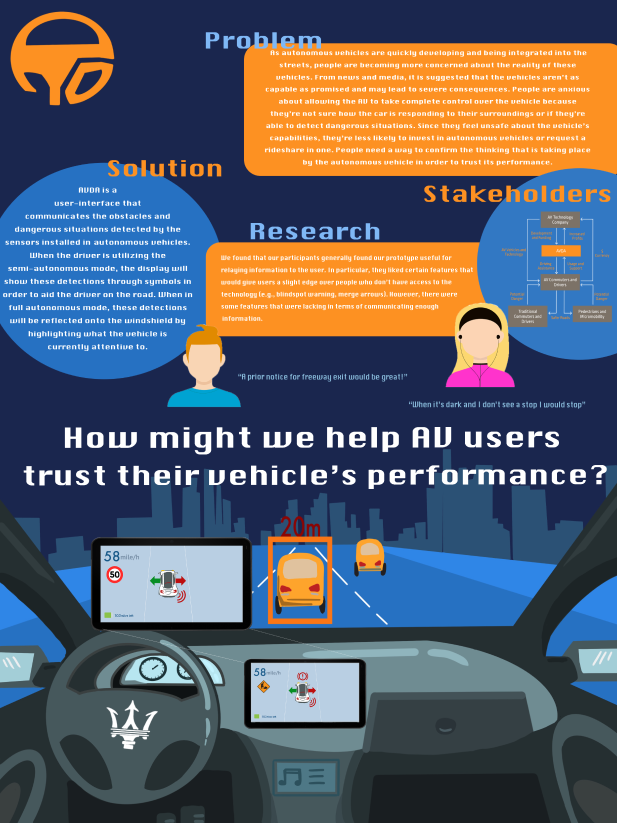 Problem
As autonomous vehicles are quickly developing and being integrated into the
streets, people are becoming more concerned about the reality of these
vehicles. From news and media, it is suggested that the vehicles aren't as
capable as promised and may lead to severe consequences. People are anxious
about allowing the AV to take complete control over the vehicle because
they're not sure how the car is responding to their surroundings or if they're
able to detect dangerous situations. Since they feel unsafe about the vehicle's
capabilities, they're less likely to invest in autonomous vehicles or request a
rideshare in one. People need a way to confirm the thinking that is taking place
by the autonomous vehicle in order to trust its performance.
Solution
AVDA is a
user-interface that
communicates the obstacles and
dangerous situations detected by the
sensors installed in autonomous vehicles.
When the driver is utilizing the
semi-autonomous mode, the display will
show these detections through symbols in
order to aid the driver on the road. When in
full autonomous mode, these detections
will be reflected onto the windshield by
highlighting what the vehicle is
currently attentive to.
Research
We found that our participants generally found our prototype useful for
relaying information to the user. In particular, they liked certain features that
would give users a slight edge over people who don't have access to the
technology (e.g., blindspot warning, merge arrows). However, there were
some features that were lacking in terms of communicating enough
information.
Stakeholders
AV Technology
Company
AVDA
AV Commuters and
Drivers
Traditional
Commuters and
Drivers
Pedestrians and
Micromobility
"A prior notice for freeway exit would be great!"
"When it's dark and I don't see a stop I would stop"
How might we help AV users
trust their vehicle's performance?
20m
58 mile/h
50
58 mile/h